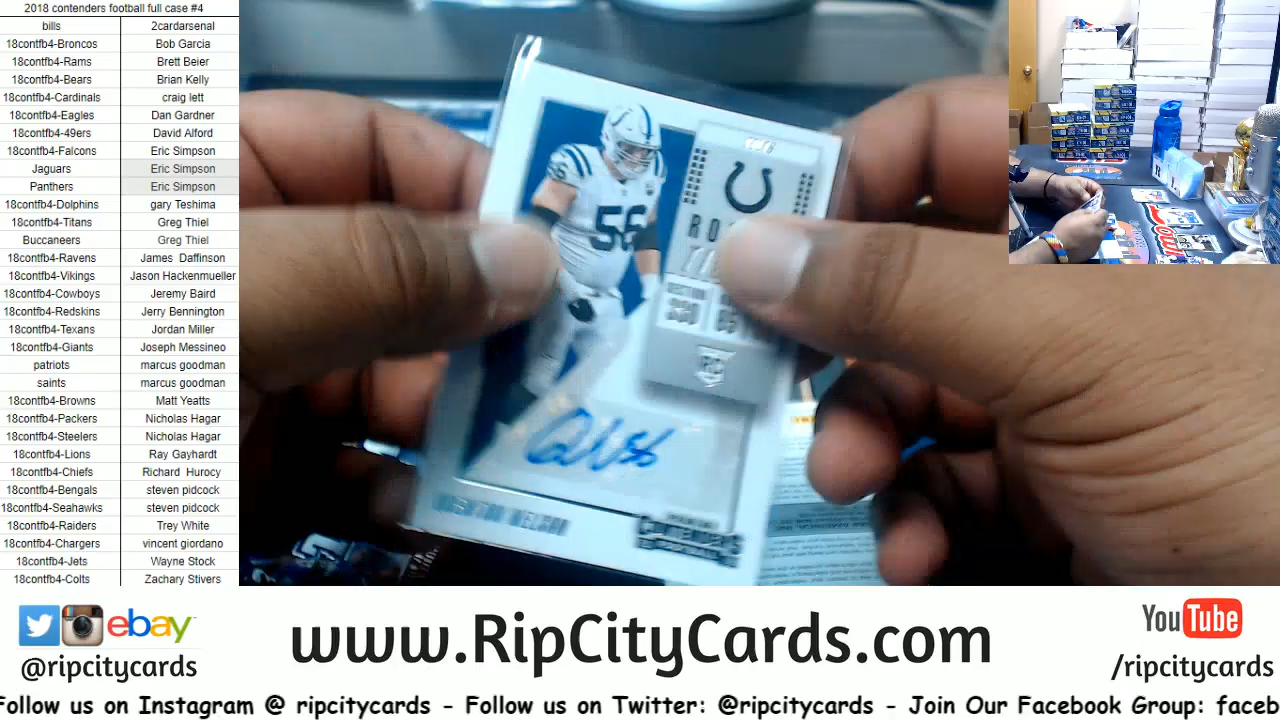 2018 contenders football full case #4
bills 2cardarsenal
18contfb4-Broncos Bob Garcia
18contfb4-Rams Brett Beier
18contfb4-Bears Brian Kelly
18contfb4-Cardinals craig lett
18contfb4-Eagles Dan Gardner
18contfb4-49ers David Alford
18contfb4-Falcons Eric Simpson
Jaguars Eric Simpson
Panthers Eric Simpson
18contfb4-Dolphins gary Teshima
18contfb4-Titans Greg Thiel
Buccaneers Greg Thiel
18contfb4-Ravens James Daffinson
18contfb4-Vikings Jason Hackenmueller
18contfb4-Cowboys Jeremy Baird
18contfb4-Redskins Jerry Bennington
18contfb4-Texans Jordan Miller
18contfb4-Giants Joseph Messineo
patriots marcus goodman
saints marcus goodman
18contfb4-Browns Matt Yeatts
18contfb4-Packers Nicholas Hagar
18contfb4-Steelers Nicholas Hagar
18contfb4-Lions Ray Gayhardt
18contfb4-Chiefs Richard Hurocy
18contfb4-Bengals steven pidcock
18contfb4-Seahawks steven pidcock
18contfb4-Raiders Trey White
18contfb4-Chargers vincent giordano
18contfb4-Jets Wayne Stock
18contfb4-Colts Zachary Stivers
56
RO
330
RC
QUENTON NELSON
CONTENDERS
ebay
@ripcitycards
www.RipCityCards.com
YouTube
/ripcitycards
Follow us on Instagram @ ripcitycards - Follow us on Twitter: @ripcitycards - Join Our Facebook Group: faceb